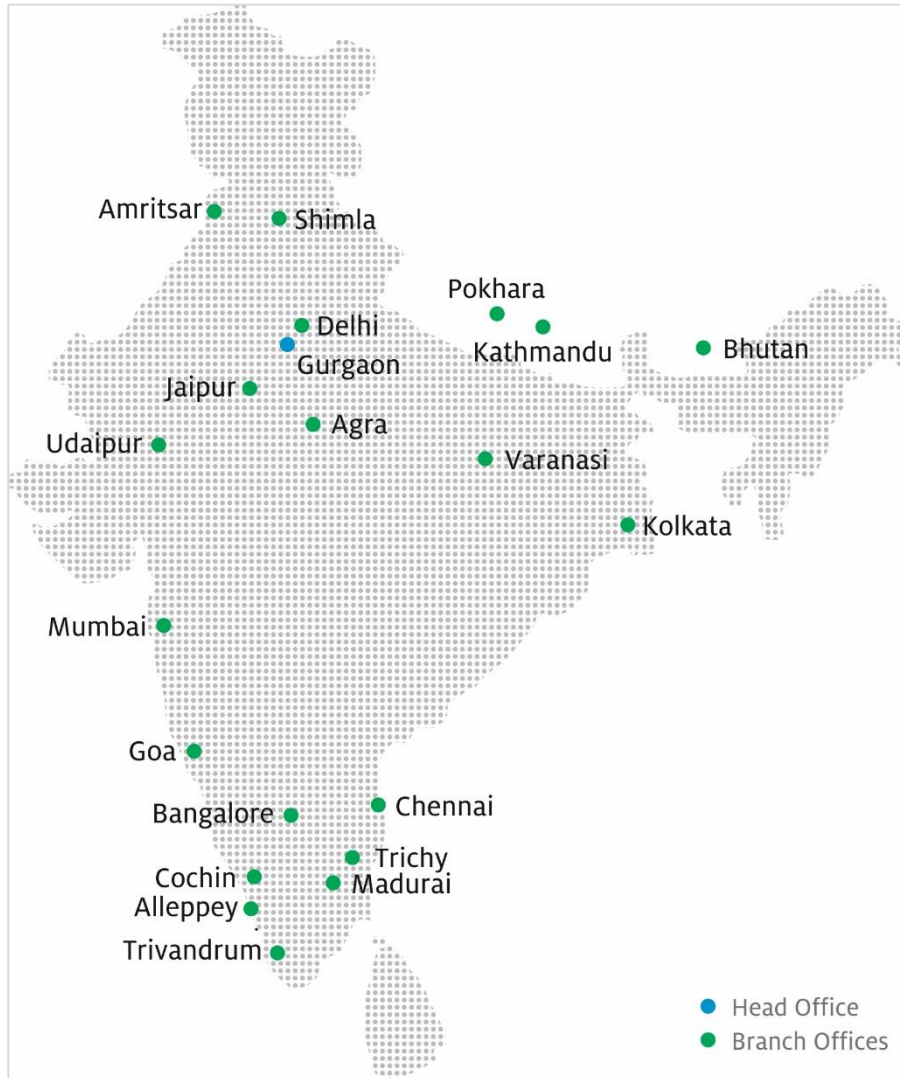 Amritsar
Shimla
Pokhara
Delhi
Kathmandu
Bhutan
Gurgaon
Jaipur
Agra
Udaipur
Varanasi
Kolkata
Mumbai
Goa
Chennai
Bangalore
Trichy
Cochin
Madurai
Alleppey
Trivandrum
Head Office
Branch Offices